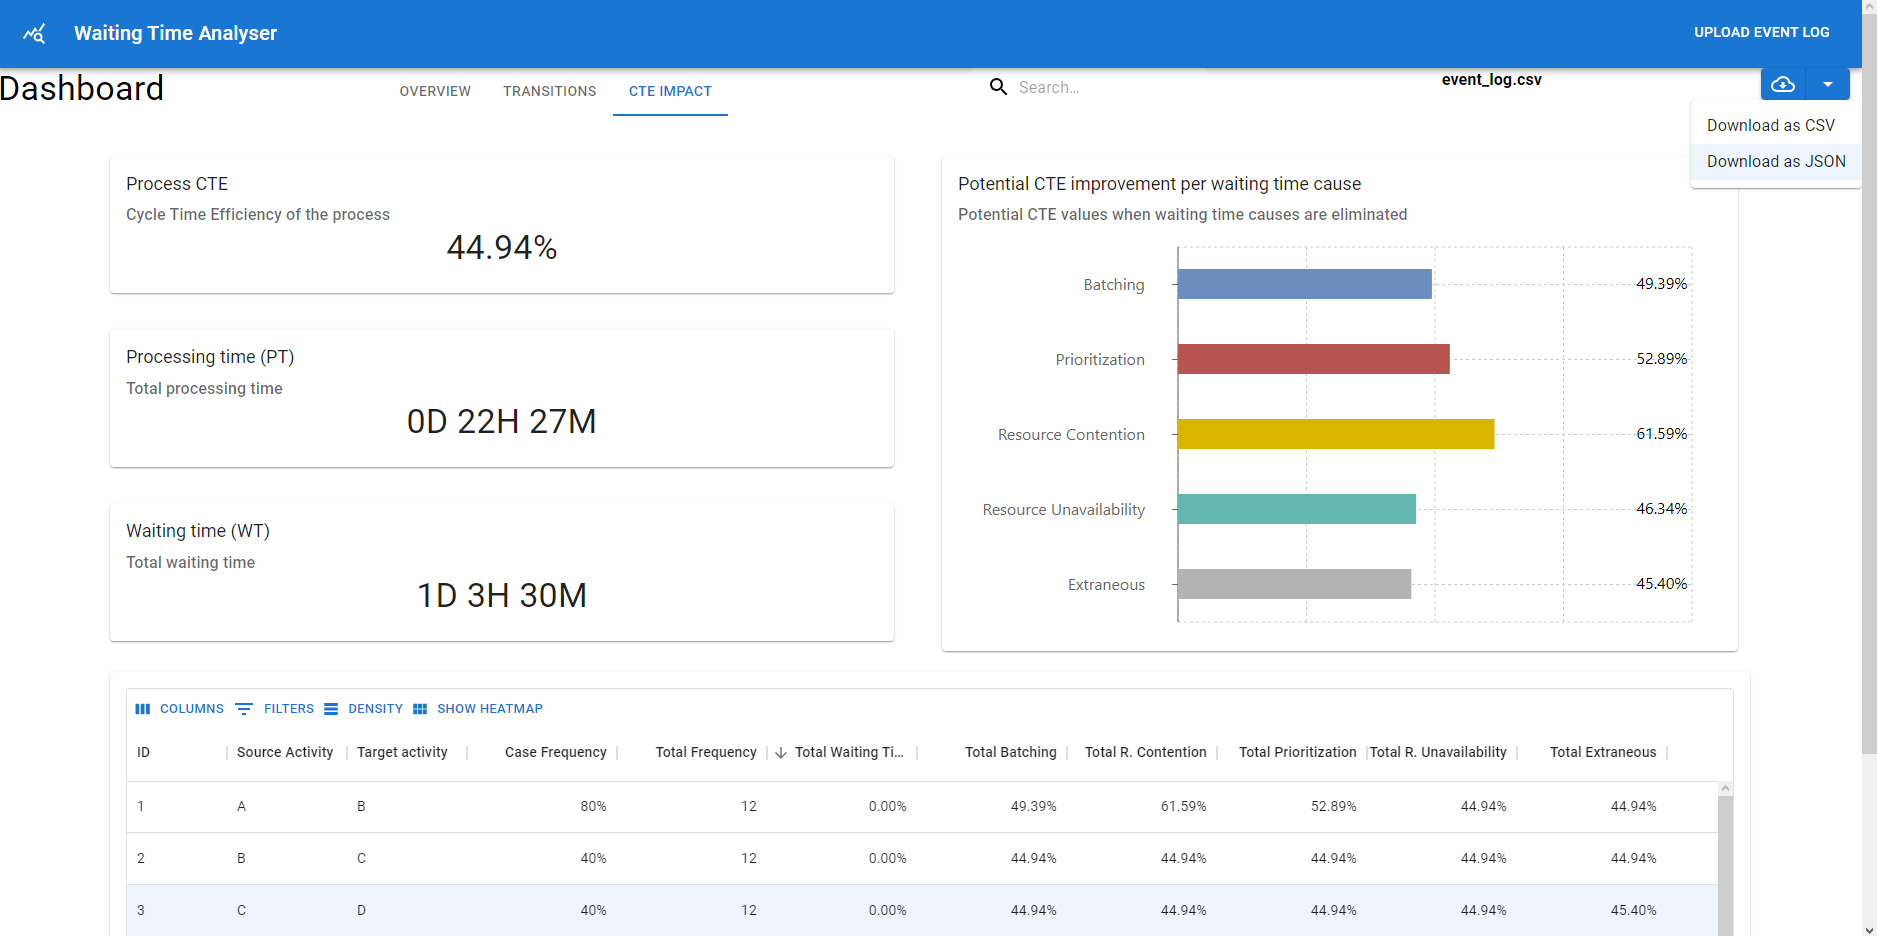 Waiting Time Analyser
UPLOAD EVENT LOG
Dashboard
OVERVIEW TRANSITIONS CTE IMPACT
Search...
event_log.csv
Download as CSV
Download as JSON
Process CTE
Cycle Time Efficiency of the process
44.94%
Processing time (PT)
Total processing time
0D 22H 27M
Waiting time (WT)
Total waiting time
1D 3H 30M
Potential CTE improvement per waiting time cause
Potential CTE values when waiting time causes are eliminated
Batching 49.39%
Prioritization 52.89%
Resource Contention 61.59%
Resource Unavailability 46.34%
Extraneous 45.40%
COLUMNS FILTERS DENSITY SHOW HEATMAP
ID Source Activity Target activity Case Frequency Total Frequency Total Waiting Ti... Total Batching Total R. Contention Total Prioritization Total R. Unavailability Total Extraneous
1 A B 80% 12 0.00% 49.39% 61.59% 52.89% 44.94% 44.94%
2 B C 40% 12 0.00% 44.94% 44.94% 44.94% 44.94% 44.94%
3 C D 40% 12 0.00% 44.94% 44.94% 44.94% 44.94% 45.40%